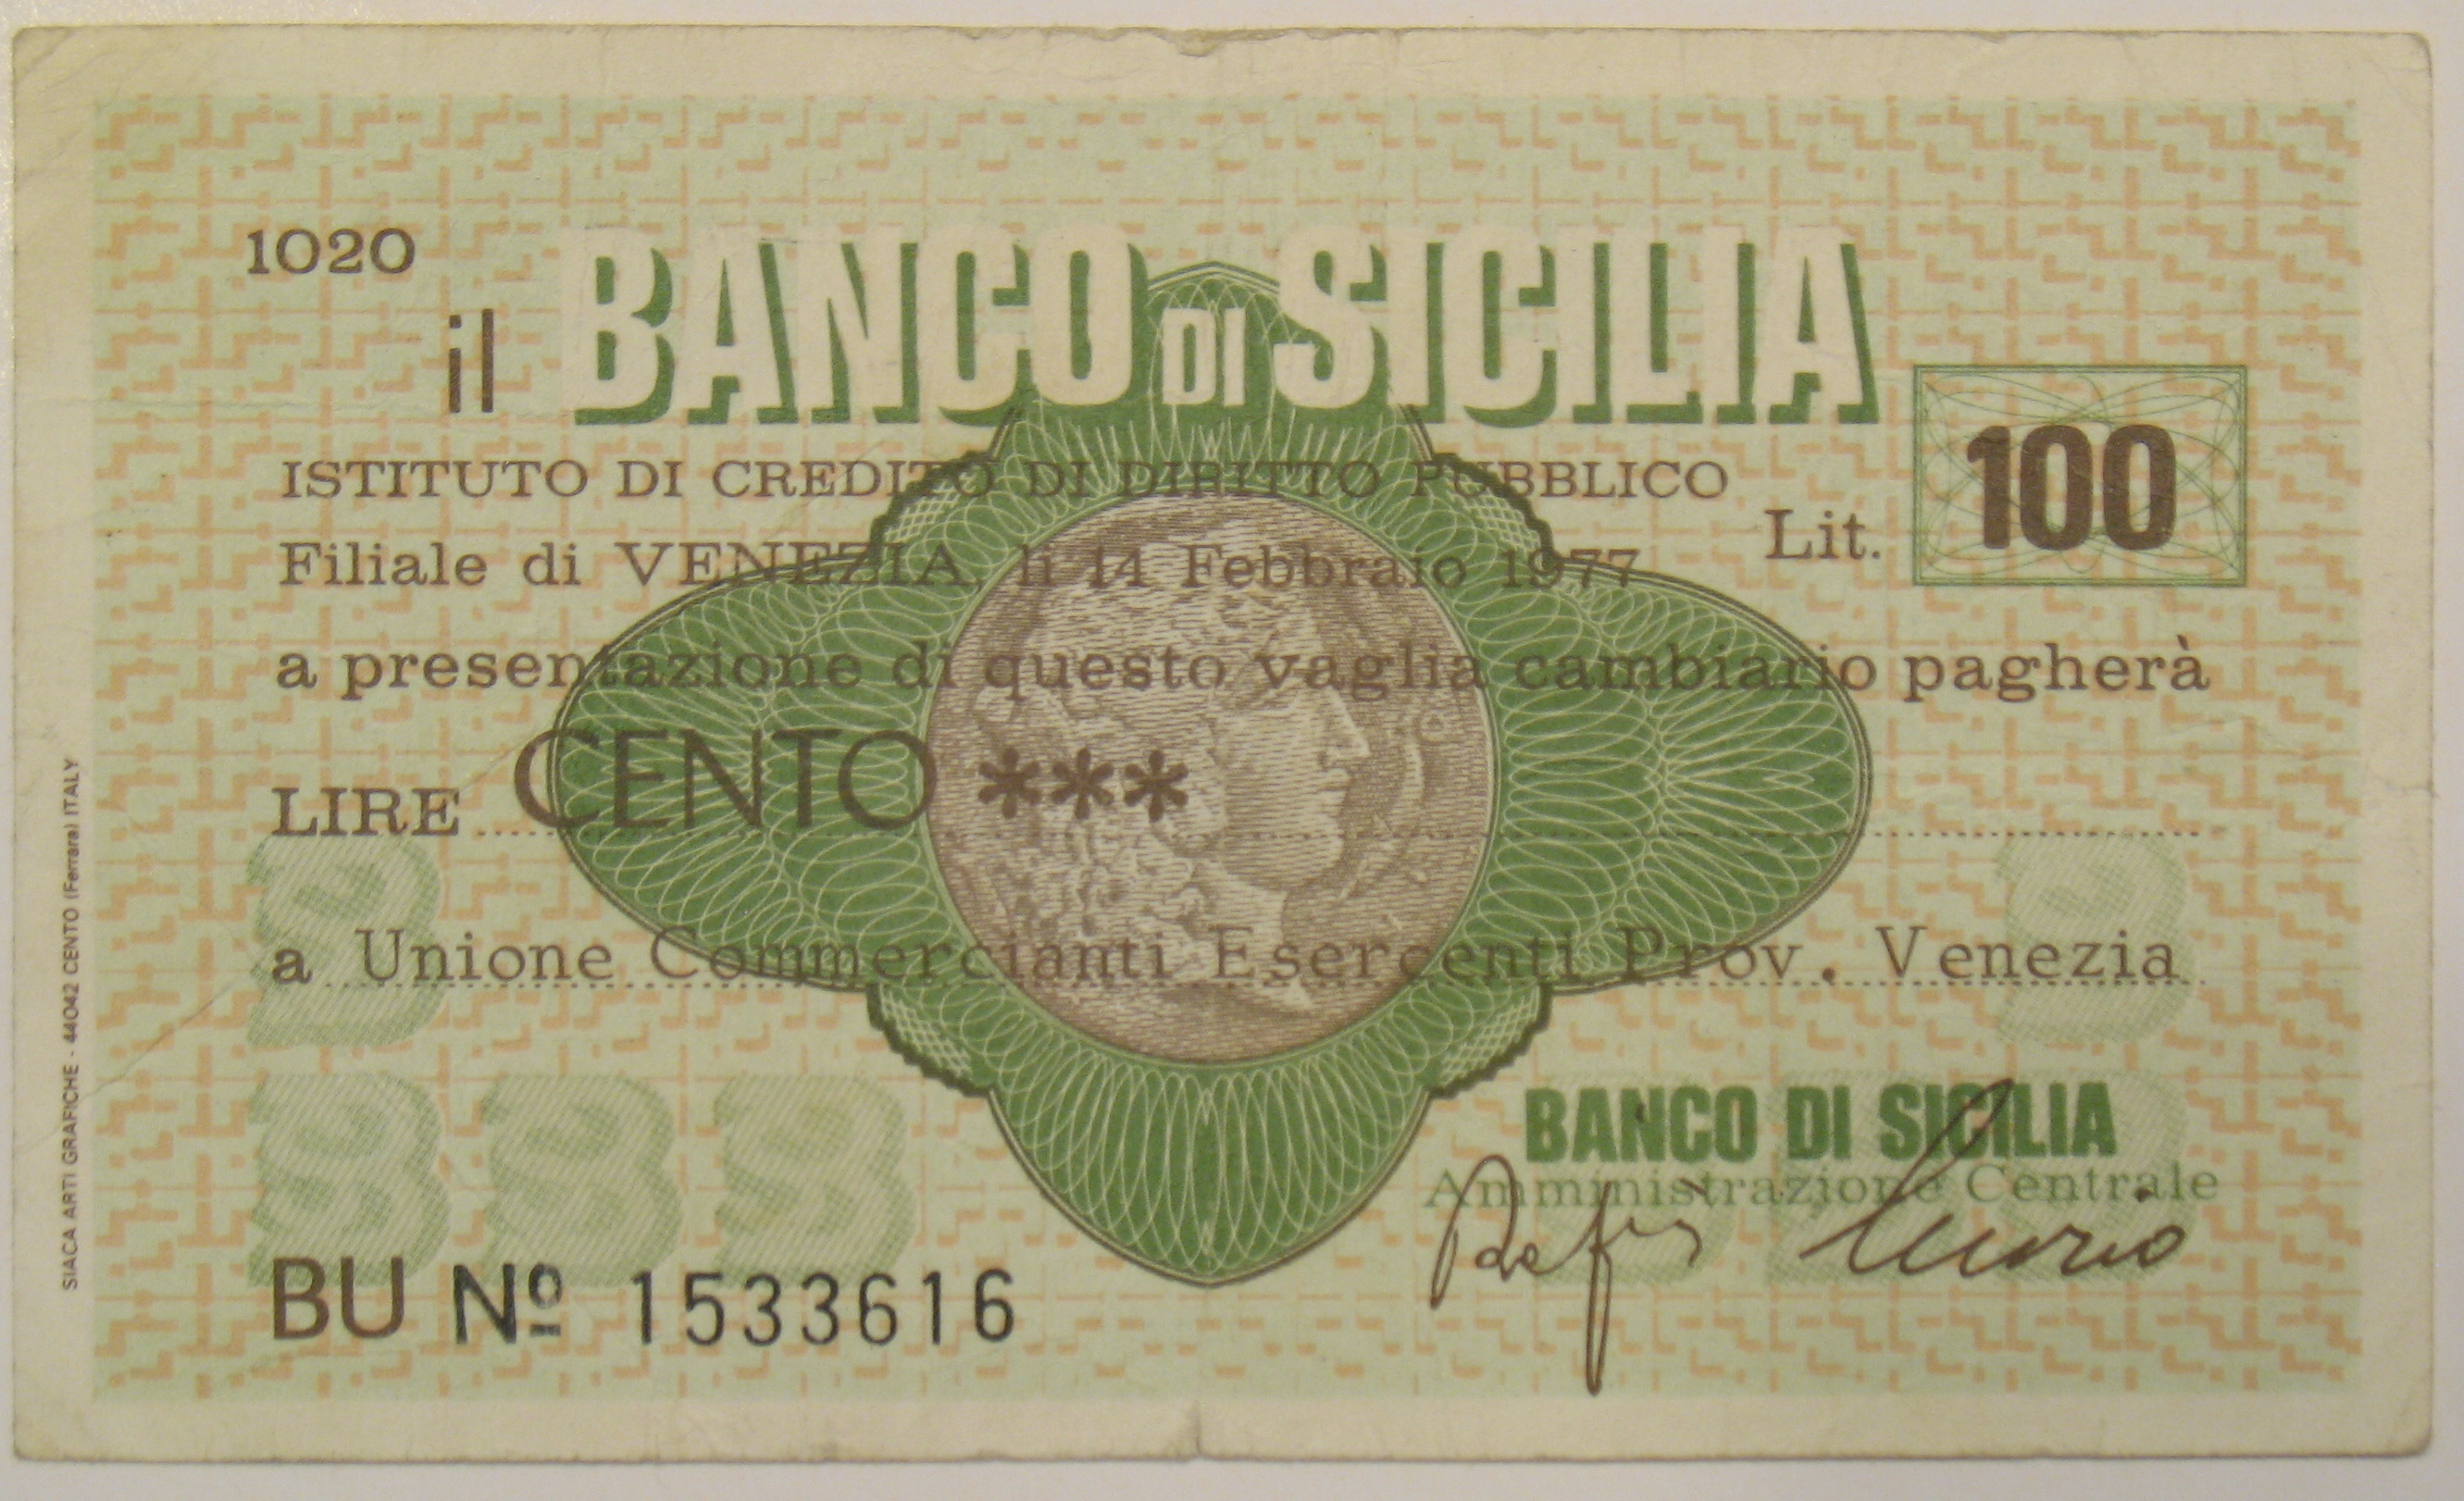 1020
il BANCO DI SICILIA
ISTITUTO DI CREDITO DI DIRITTO PUBBLICO
Filiale di VENEZIA, lì 14 Febbraio 1977
Lit. 100
a presentazione di questo vaglia cambiario pagherà
LIRE CENTO ***
a Unione Commercianti Esercenti Prov. Venezia
BANCO DI SICILIA
Amministrazione Centrale
BU Nº 1533616
SIACA ARTI GRAFICHE - 44042 CENTO (Ferrara) ITALY